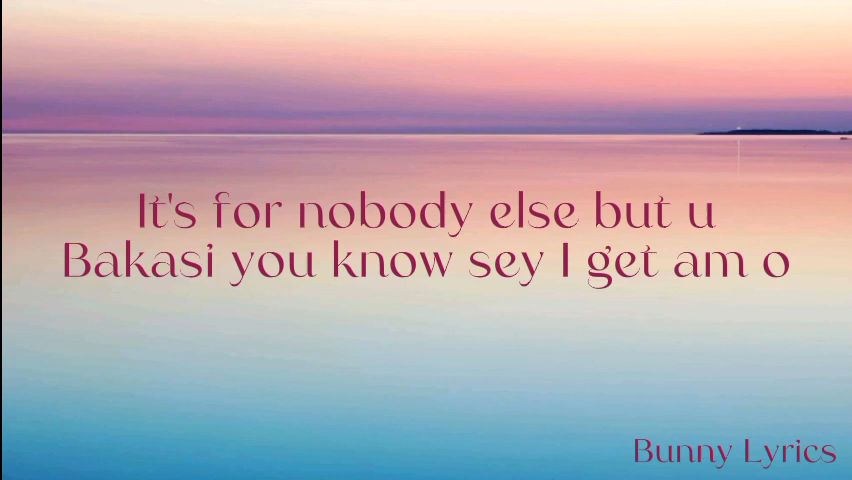 It's for nobody else but u
Bakasi you know sey I get am o
Bunny Lyrics